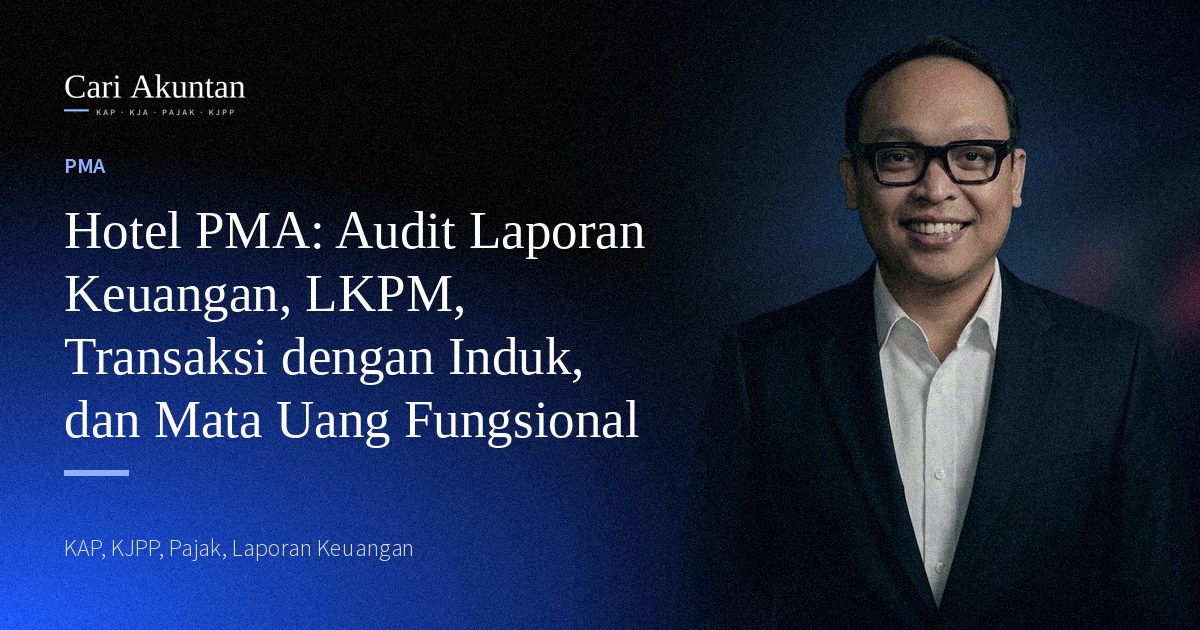 Cari Akuntan
KAP · KJA · PAJAK · KJPP
PMA
Hotel PMA: Audit Laporan
Keuangan, LKPM,
Transaksi dengan Induk,
dan Mata Uang Fungsional
KAP, KJPP, Pajak, Laporan Keuangan